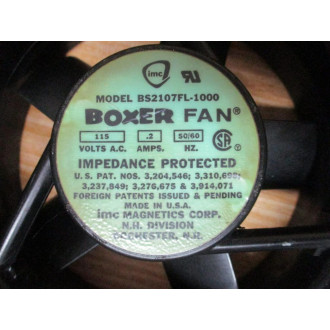 imc
MODEL BS2107FL-1000
BOXER FAN®
115 .2 50/60
VOLTS A.C. AMPS. HZ.
IMPEDANCE PROTECTED
U.S. PAT. NOS. 3,204,546; 3,310,695;
3,237,849; 3,276,675 & 3,914,071
FOREIGN PATENTS ISSUED & PENDING
MADE IN U.S.A.
imc MAGNETICS CORP.
N.H. DIVISION
ROCHESTER, N.H.